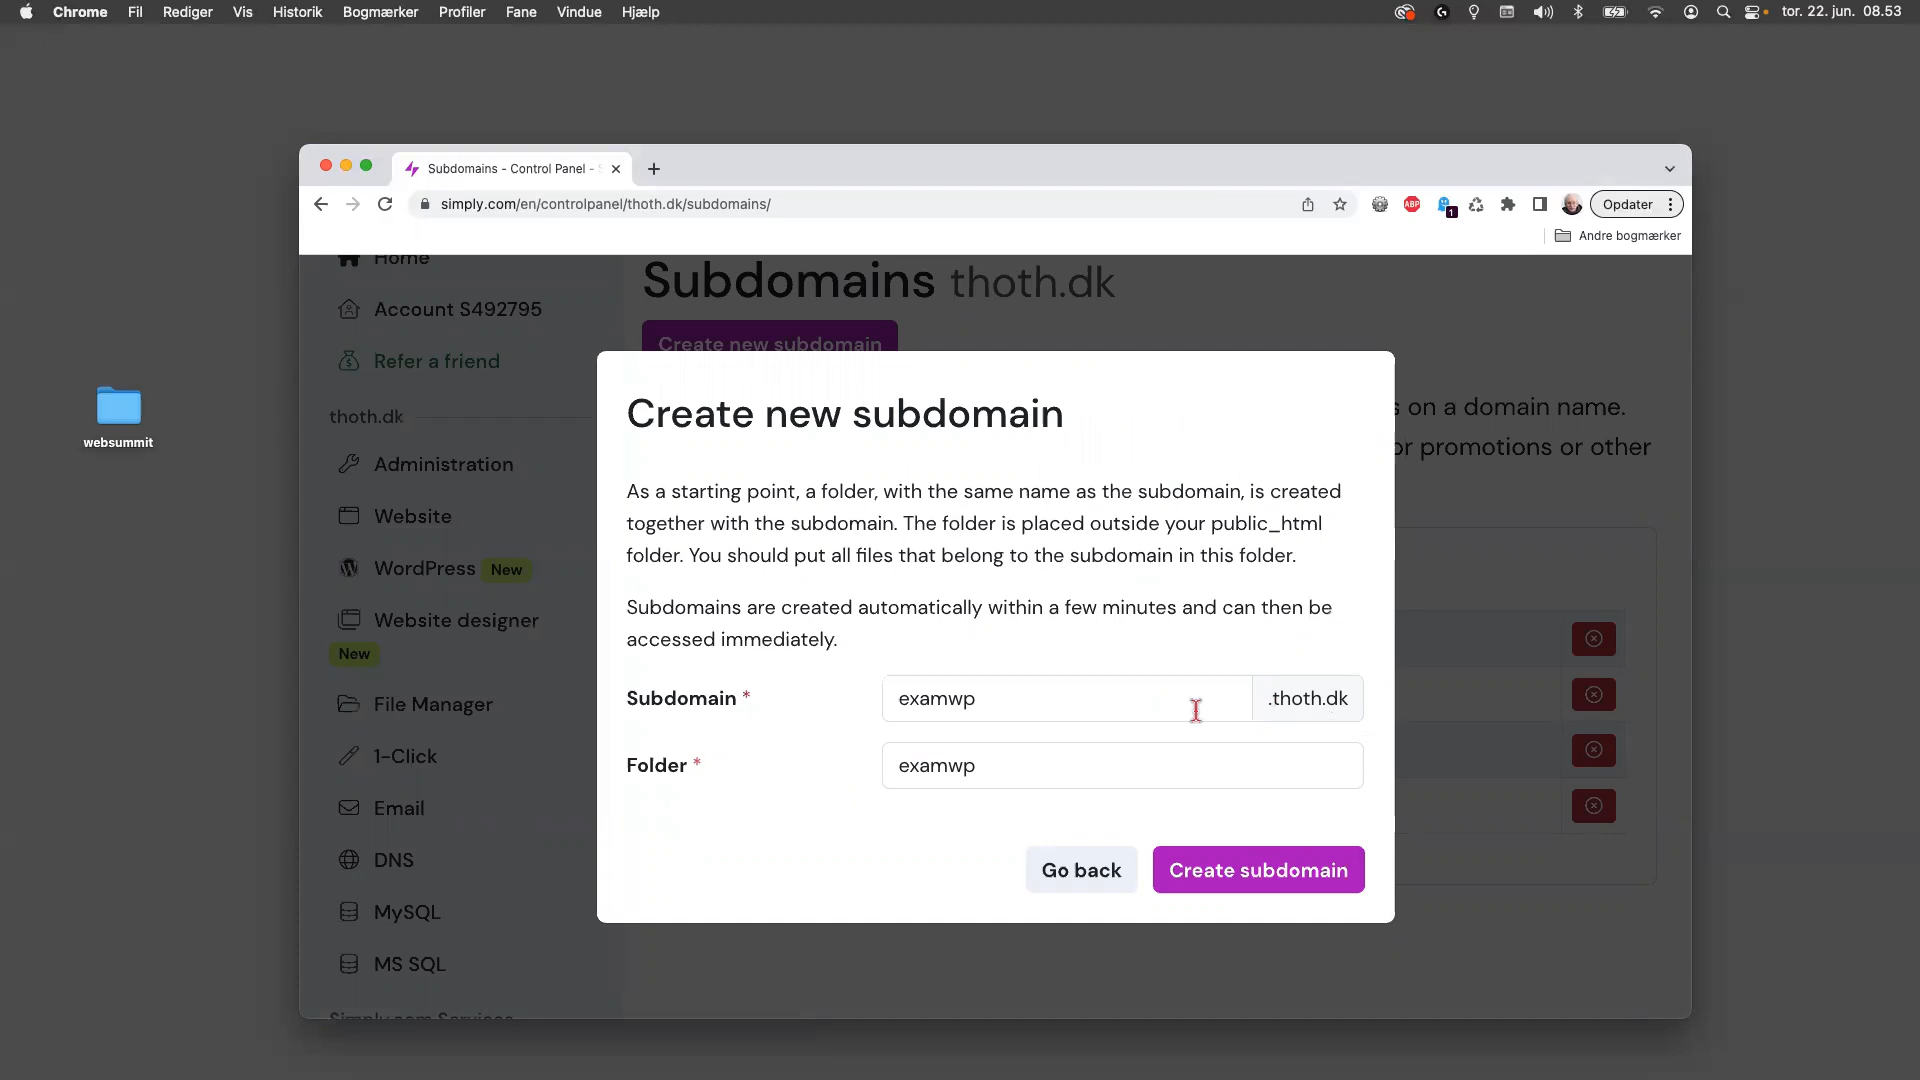 Chrome Fil Rediger Vis Historik Bogmærker Profiler Fane Vindue Hjælp
tor. 22. jun. 08.53
Subdomains - Control Panel -
simply.com/en/controlpanel/thoth.dk/subdomains/
ABP
1
Opdater
Andre bogmærker
Home
Account S492795
Refer a friend
thoth.dk
Administration
Website
WordPress New
Website designer
New
File Manager
1-Click
Email
DNS
MySQL
MS SQL
Simply.com Services
Subdomains thoth.dk
Create new subdomain
on a domain name.
promotions or other
Create new subdomain
As a starting point, a folder, with the same name as the subdomain, is created
together with the subdomain. The folder is placed outside your public_html
folder. You should put all files that belong to the subdomain in this folder.
Subdomains are created automatically within a few minutes and can then be
accessed immediately.
Subdomain * examwp .thoth.dk
Folder * examwp
Go back Create subdomain
websummit